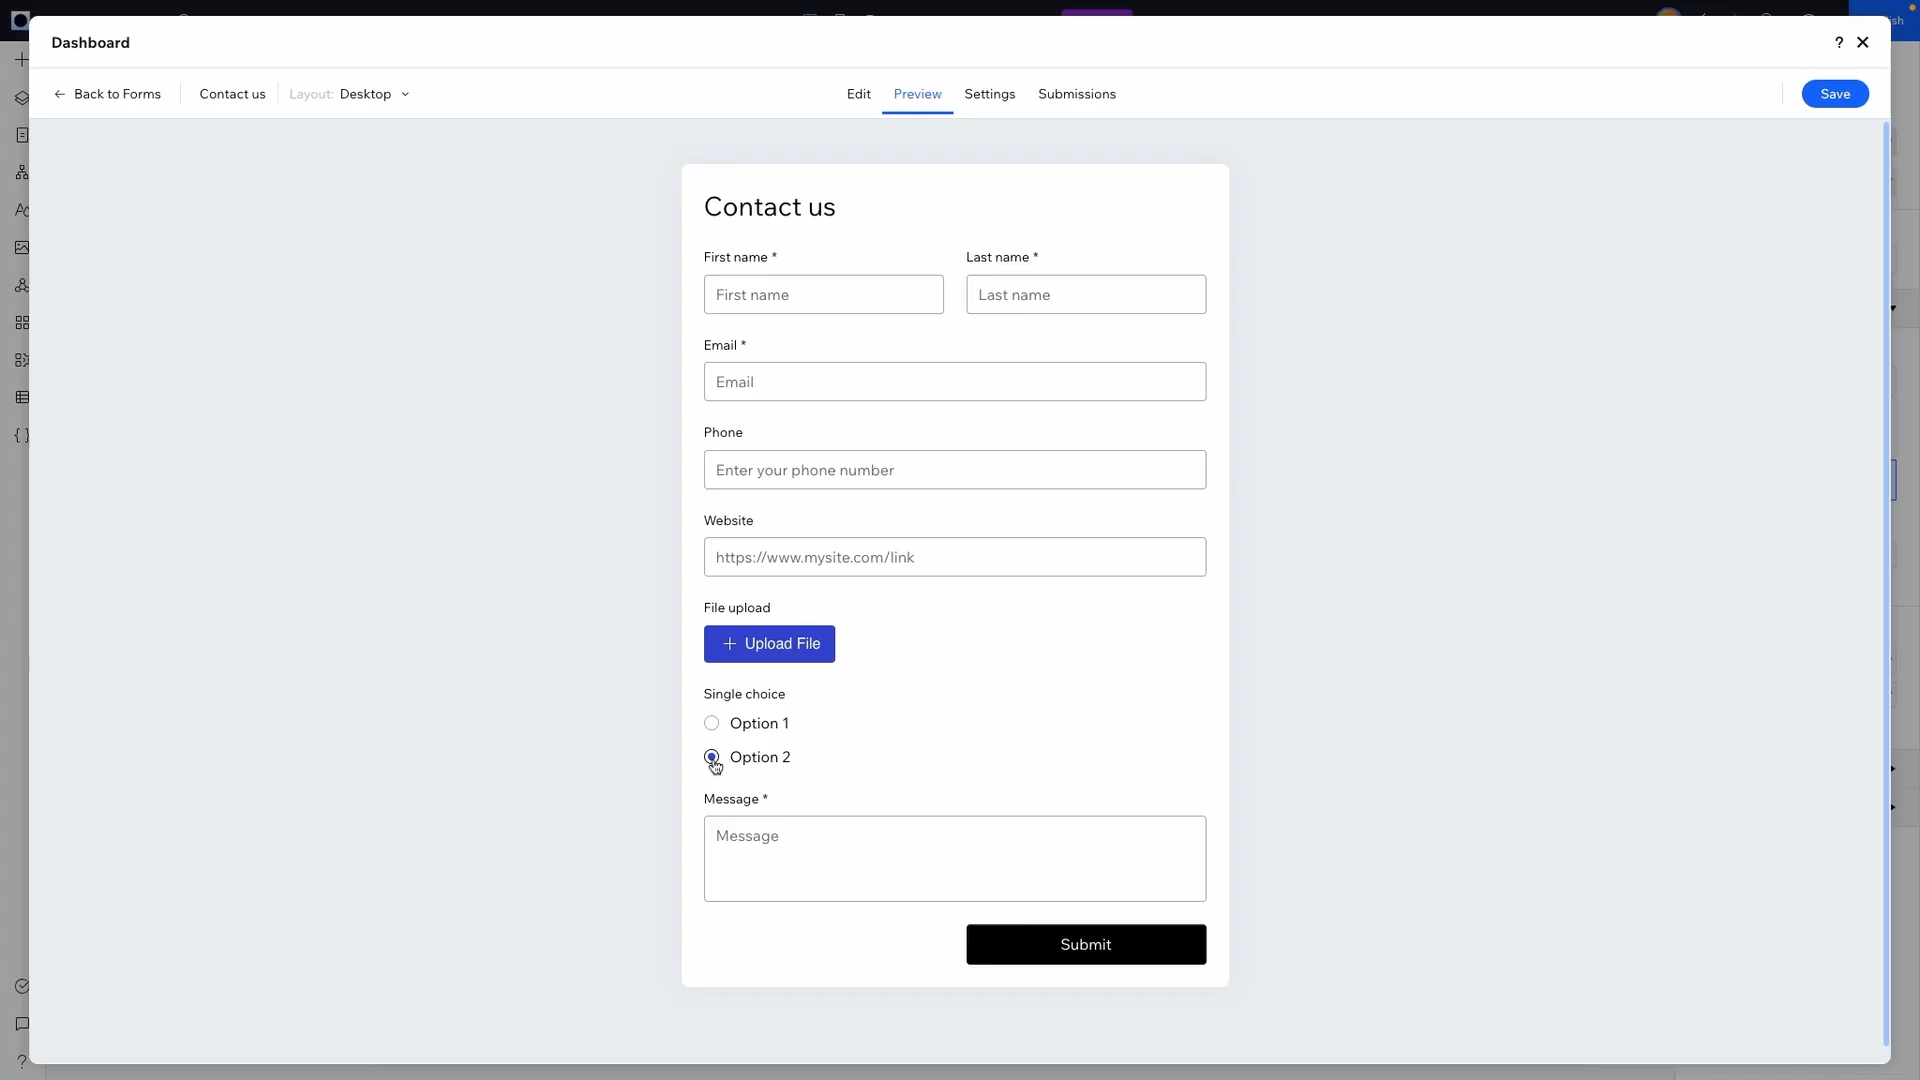 Dashboard
?
Back to Forms
Contact us
Layout: Desktop
Edit
Preview
Settings
Submissions
Save
Contact us
First name *
Last name *
First name
Last name
Email *
Email
Phone
Enter your phone number
Website
https://www.mysite.com/link
File upload
+ Upload File
Single choice
Option 1
Option 2
Message *
Message
Submit